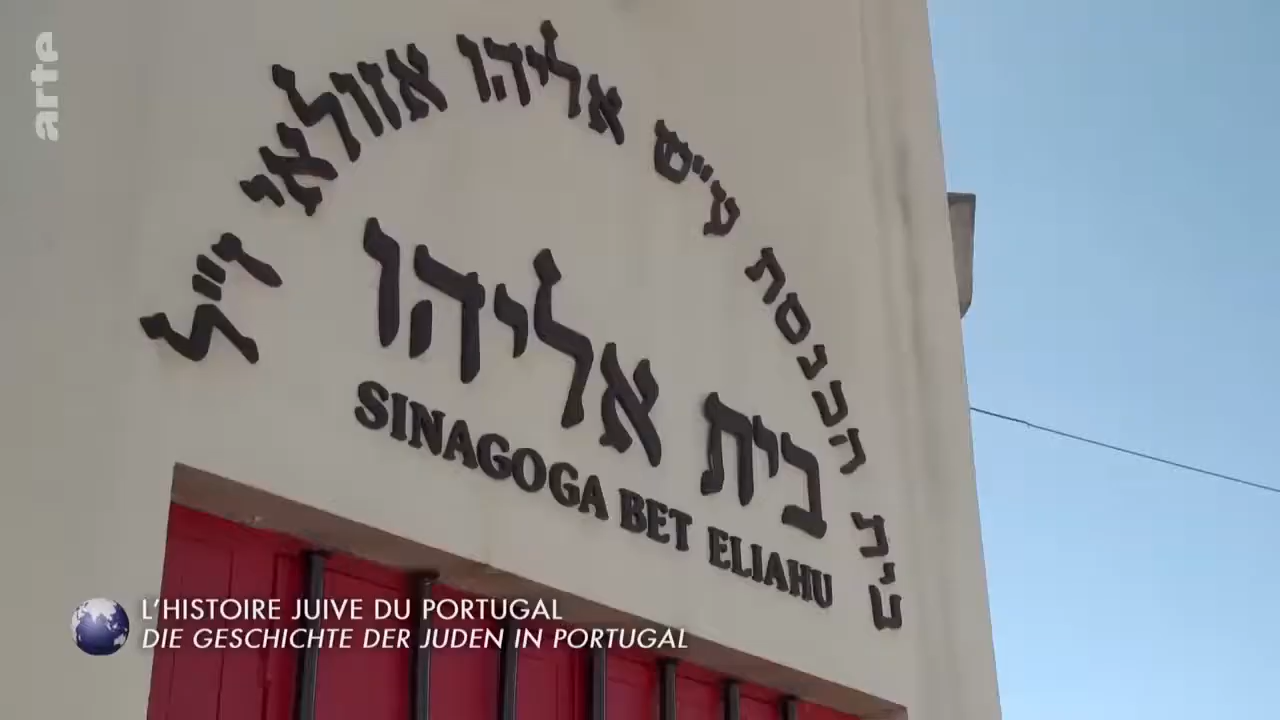 arte
בית הכנסת ע״ש אליהו אזולאי ז״ל
בית אליהו
SINAGOGA BET ELIAHU
L'HISTOIRE JUIVE DU PORTUGAL
DIE GESCHICHTE DER JUDEN IN PORTUGAL